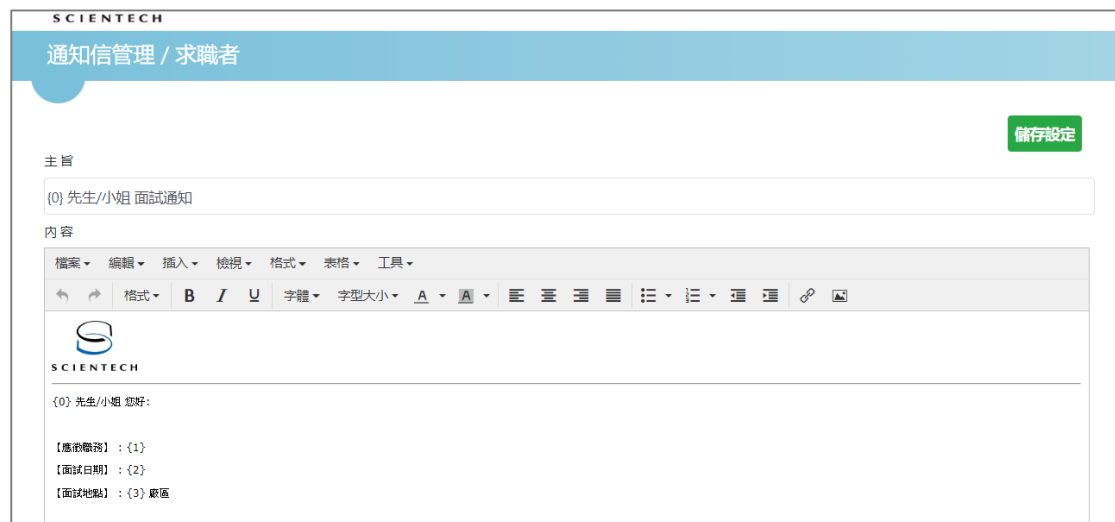 SCIENTECH
通知信管理 / 求職者
儲存設定
主旨
{0} 先生/小姐 面試通知
內容
檔案 編輯 插入 檢視 格式 表格 工具
格式 B I U 字體 字型大小 A A
SCIENTECH
{0} 先生/小姐 您好:
【應徵職務】 : {1}
【面試日期】 : {2}
【面試地點】 : {3} 廠區